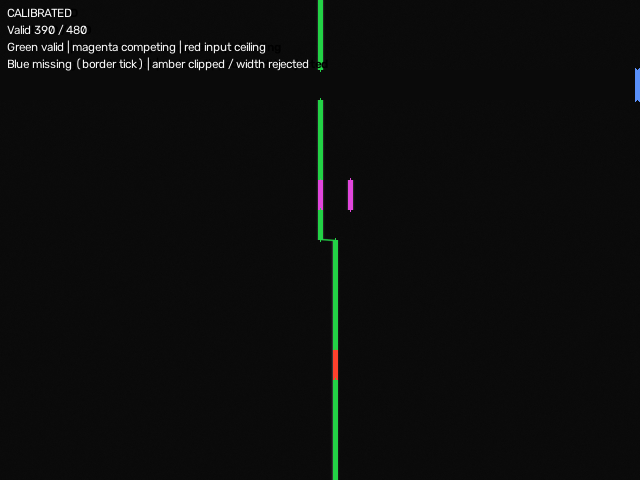 CALIBRATED
Valid 390 / 480
Green valid | magenta competing | red input ceiling
Blue missing (border tick) | amber clipped / width rejected